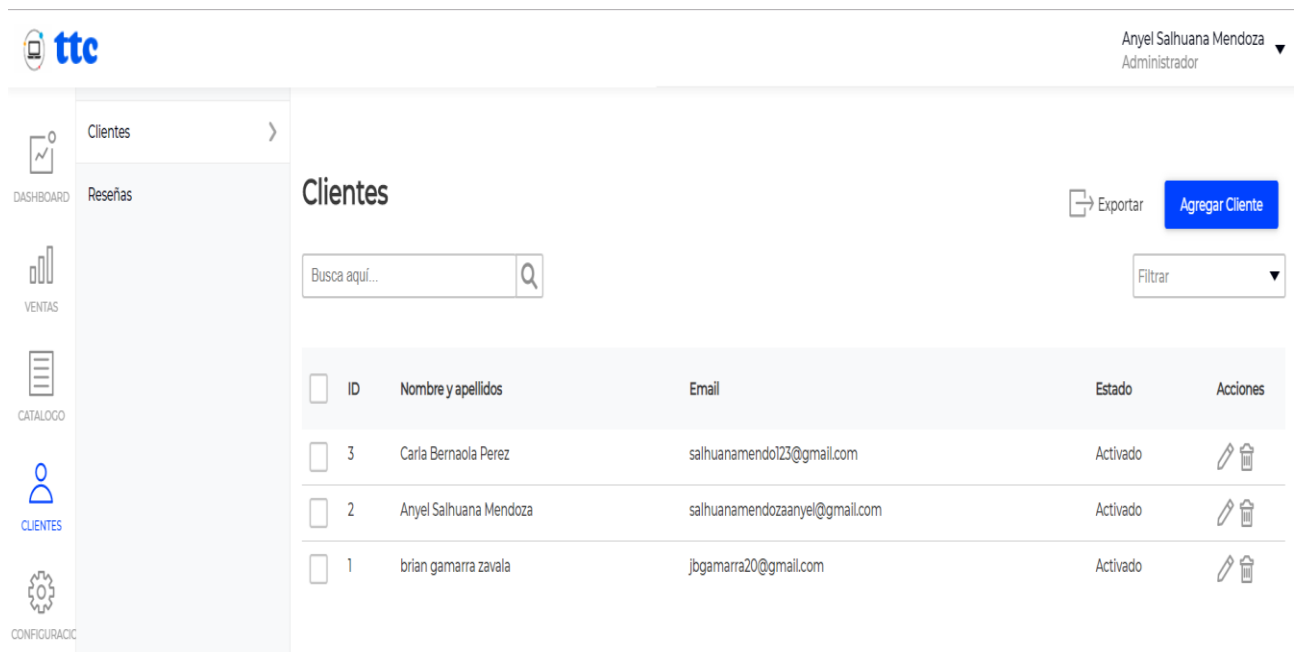 ttc
Anyel Salhuana Mendoza
Administrador
Clientes
Reseñas
DASHBOARD
VENTAS
CATALOGO
CLIENTES
CONFIGURACIO
Clientes
Exportar
Agregar Cliente
Busca aquí...
Filtrar
ID Nombre y apellidos Email Estado Acciones
3 Carla Bernaola Perez salhuanamendo123@gmail.com Activado
2 Anyel Salhuana Mendoza salhuanamendozaanyel@gmail.com Activado
1 brian gamarra zavala jbgamarra20@gmail.com Activado